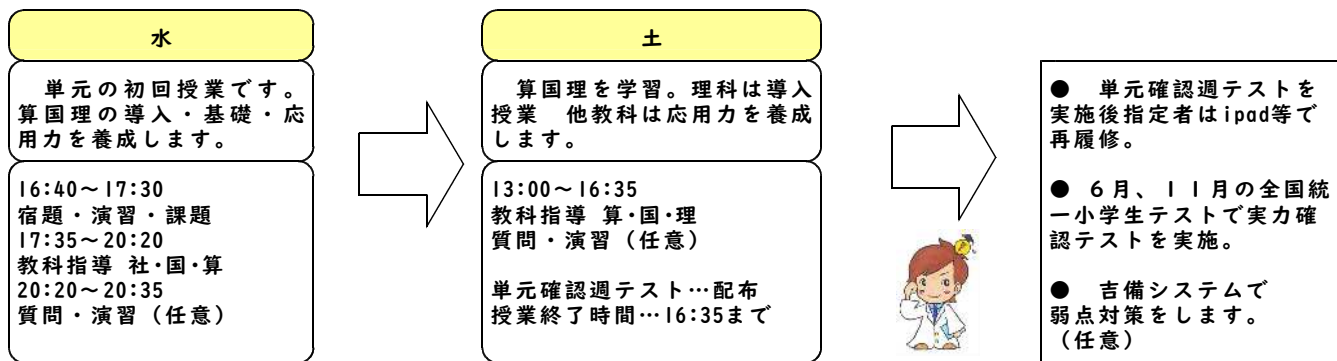 水
単元の初回授業です。
算国理の導入・基礎・応
用力を養成します。
16:40～17:30
宿題・演習・課題
17:35～20:20
教科指導 社・国・算
20:20～20:35
質問・演習（任意）
土
算国理を学習。理科は導入
授業　他教科は応用力を養成
します。
13:00～16:35
教科指導 算・国・理
質問・演習（任意）
単元確認週テスト…配布
授業終了時間…16:35まで
●　単元確認週テストを
実施後指定者はipad等で
再履修。
●　６月、１１月の全国統
一小学生テストで実力確
認テストを実施。
●　吉備システムで
弱点対策をします。
（任意）